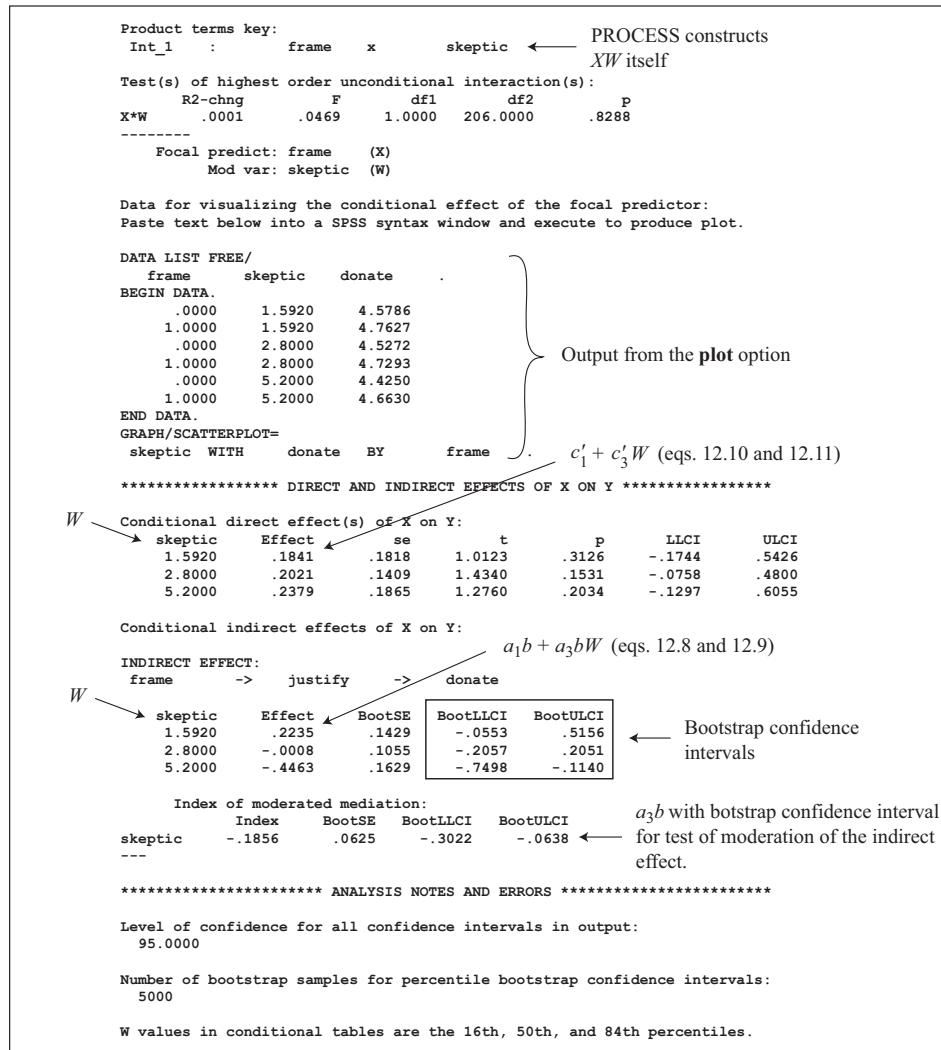 Product terms key:
Int_1 : frame x skeptic
PROCESS constructs
XW itself
Test(s) of highest order unconditional interaction(s):
R2-chng F df1 df2 p
X*W .0001 .0469 1.0000 206.0000 .8288
--------
Focal predict: frame (X)
Mod var: skeptic (W)
Data for visualizing the conditional effect of the focal predictor:
Paste text below into a SPSS syntax window and execute to produce plot.
DATA LIST FREE/
frame skeptic donate .
BEGIN DATA.
.0000 1.5920 4.5786
1.0000 1.5920 4.7627
.0000 2.8000 4.5272
1.0000 2.8000 4.7293
.0000 5.2000 4.4250
1.0000 5.2000 4.6630
END DATA.
GRAPH/SCATTERPLOT=
skeptic WITH donate BY frame .
Output from the plot option
c′1 + c′3W (eqs. 12.10 and 12.11)
****************** DIRECT AND INDIRECT EFFECTS OF X ON Y *****************
W
Conditional direct effect(s) of X on Y:
skeptic Effect se t p LLCI ULCI
1.5920 .1841 .1818 1.0123 .3126 -.1744 .5426
2.8000 .2021 .1409 1.4340 .1531 -.0758 .4800
5.2000 .2379 .1865 1.2760 .2034 -.1297 .6055
Conditional indirect effects of X on Y:
a1b + a3bW (eqs. 12.8 and 12.9)
INDIRECT EFFECT:
frame -> justify -> donate
W
skeptic Effect BootSE BootLLCI BootULCI
1.5920 .2235 .1429 -.0553 .5156
2.8000 -.0008 .1055 -.2057 .2051
5.2000 -.4463 .1629 -.7498 -.1140
Bootstrap confidence
intervals
Index of moderated mediation:
Index BootSE BootLLCI BootULCI
skeptic -.1856 .0625 -.3022 -.0638
---
a3b with botstrap confidence interval
for test of moderation of the indirect
effect.
*********************** ANALYSIS NOTES AND ERRORS ************************
Level of confidence for all confidence intervals in output:
95.0000
Number of bootstrap samples for percentile bootstrap confidence intervals:
5000
W values in conditional tables are the 16th, 50th, and 84th percentiles.